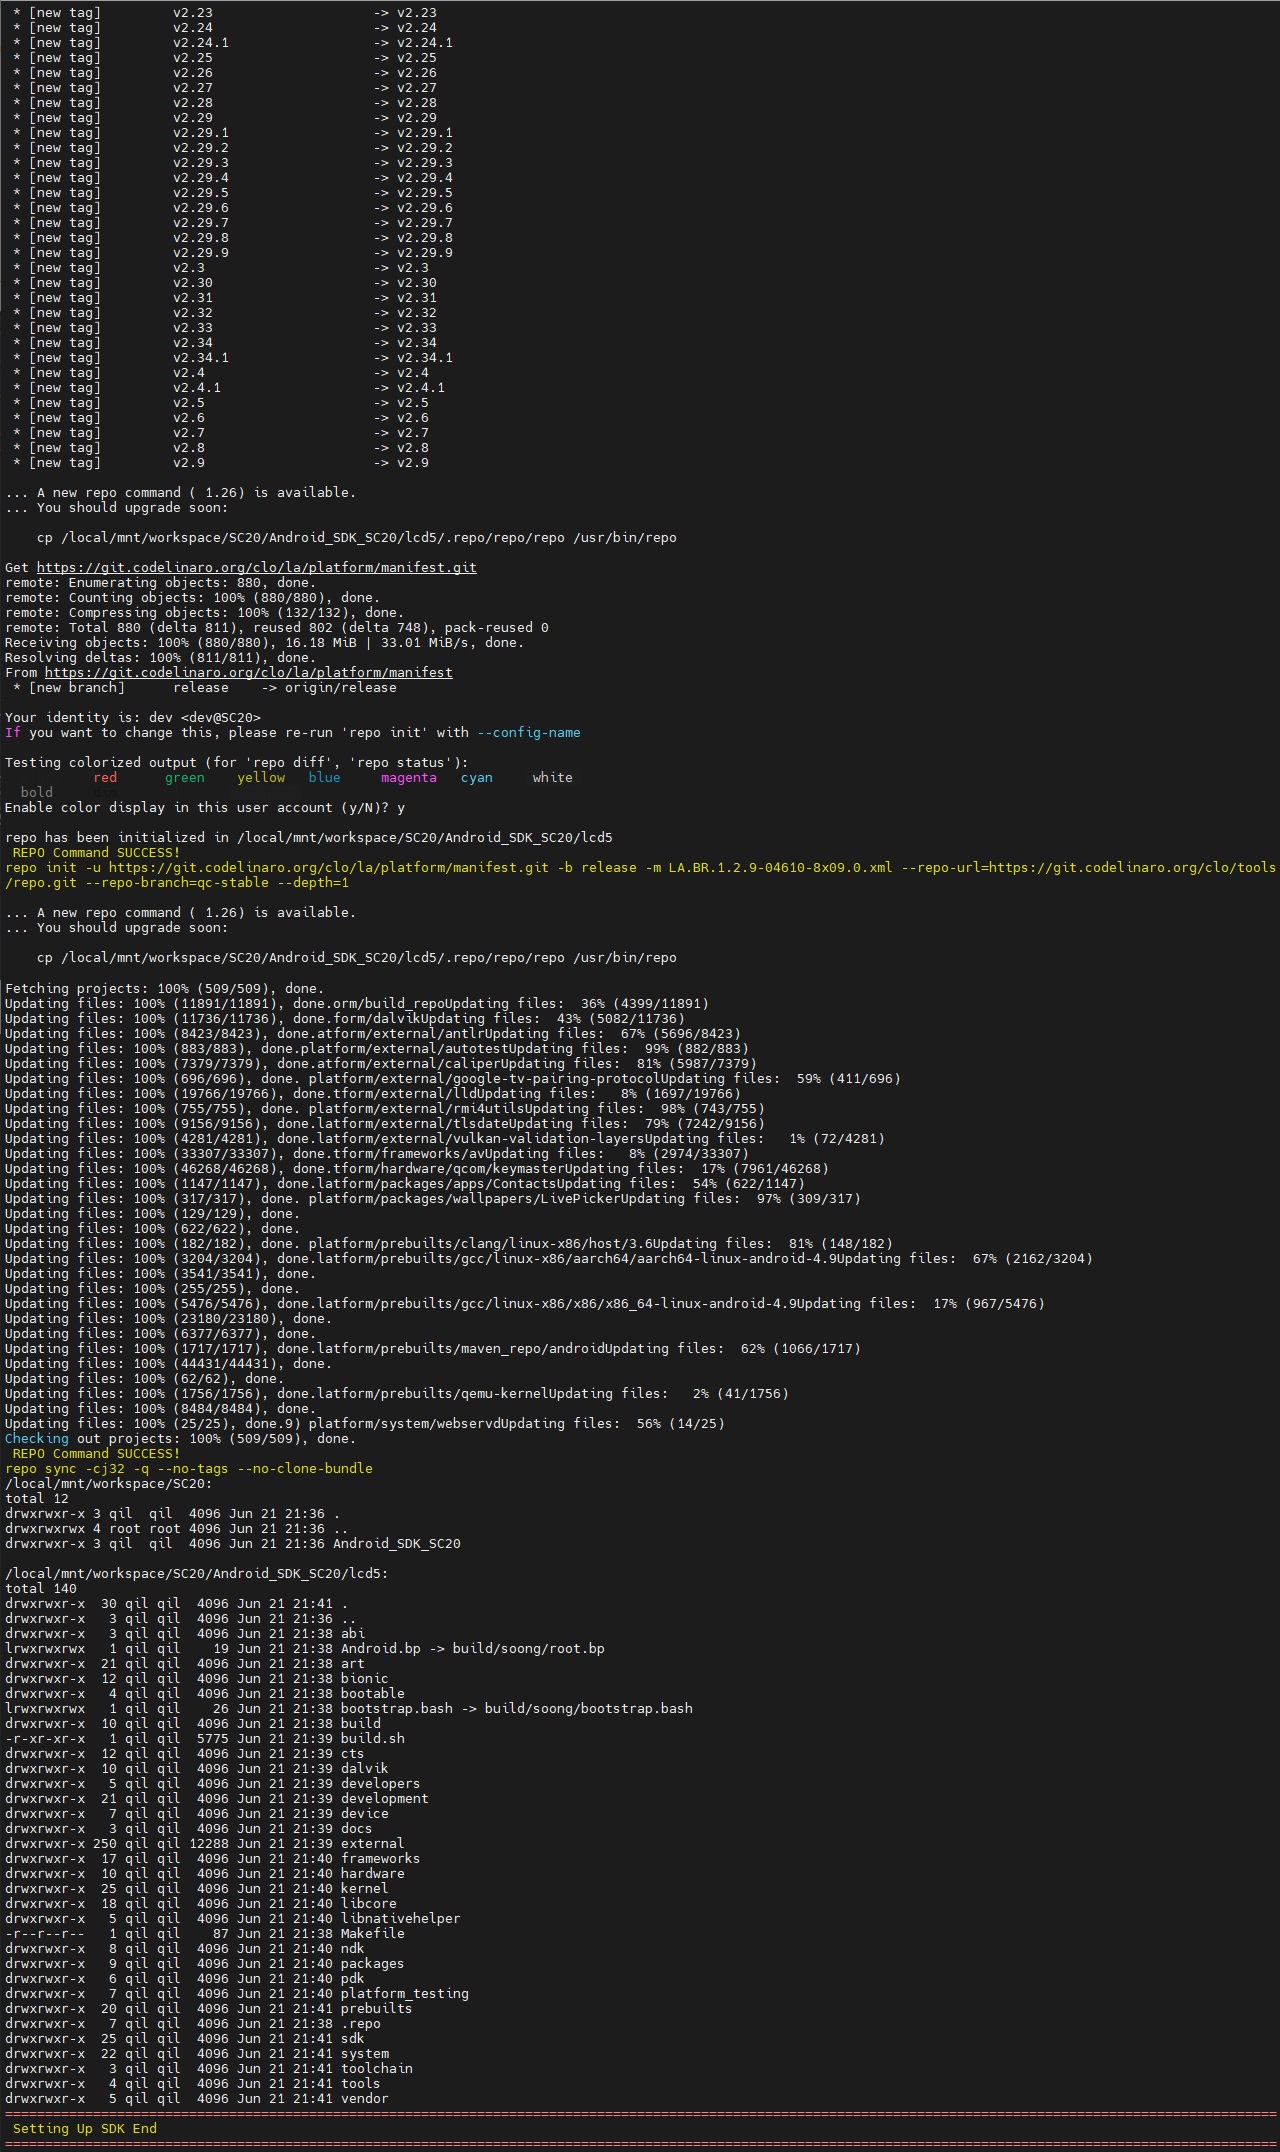 * [new tag]         v2.23                    -> v2.23
 * [new tag]         v2.24                    -> v2.24
 * [new tag]         v2.24.1                  -> v2.24.1
 * [new tag]         v2.25                    -> v2.25
 * [new tag]         v2.26                    -> v2.26
 * [new tag]         v2.27                    -> v2.27
 * [new tag]         v2.28                    -> v2.28
 * [new tag]         v2.29                    -> v2.29
 * [new tag]         v2.29.1                  -> v2.29.1
 * [new tag]         v2.29.2                  -> v2.29.2
 * [new tag]         v2.29.3                  -> v2.29.3
 * [new tag]         v2.29.4                  -> v2.29.4
 * [new tag]         v2.29.5                  -> v2.29.5
 * [new tag]         v2.29.6                  -> v2.29.6
 * [new tag]         v2.29.7                  -> v2.29.7
 * [new tag]         v2.29.8                  -> v2.29.8
 * [new tag]         v2.29.9                  -> v2.29.9
 * [new tag]         v2.3                     -> v2.3
 * [new tag]         v2.30                    -> v2.30
 * [new tag]         v2.31                    -> v2.31
 * [new tag]         v2.32                    -> v2.32
 * [new tag]         v2.33                    -> v2.33
 * [new tag]         v2.34                    -> v2.34
 * [new tag]         v2.34.1                  -> v2.34.1
 * [new tag]         v2.4                     -> v2.4
 * [new tag]         v2.4.1                   -> v2.4.1
 * [new tag]         v2.5                     -> v2.5
 * [new tag]         v2.6                     -> v2.6
 * [new tag]         v2.7                     -> v2.7
 * [new tag]         v2.8                     -> v2.8
 * [new tag]         v2.9                     -> v2.9

... A new repo command ( 1.26) is available.
... You should upgrade soon:

    cp /local/mnt/workspace/SC20/Android_SDK_SC20/lcd5/.repo/repo/repo /usr/bin/repo

Get https://git.codelinaro.org/clo/la/platform/manifest.git
remote: Enumerating objects: 880, done.
remote: Counting objects: 100% (880/880), done.
remote: Compressing objects: 100% (132/132), done.
remote: Total 880 (delta 811), reused 802 (delta 748), pack-reused 0
Receiving objects: 100% (880/880), 16.18 MiB | 33.01 MiB/s, done.
Resolving deltas: 100% (811/811), done.
From https://git.codelinaro.org/clo/la/platform/manifest
 * [new branch]      release    -> origin/release

Your identity is: dev <dev@SC20>
If you want to change this, please re-run 'repo init' with --config-name

Testing colorized output (for 'repo diff', 'repo status'):
           red      green    yellow   blue     magenta   cyan     white
  bold     dim
Enable color display in this user account (y/N)? y

repo has been initialized in /local/mnt/workspace/SC20/Android_SDK_SC20/lcd5
 REPO Command SUCCESS!
repo init -u https://git.codelinaro.org/clo/la/platform/manifest.git -b release -m LA.BR.1.2.9-04610-8x09.0.xml --repo-url=https://git.codelinaro.org/clo/tools
/repo.git --repo-branch=qc-stable --depth=1

... A new repo command ( 1.26) is available.
... You should upgrade soon:

    cp /local/mnt/workspace/SC20/Android_SDK_SC20/lcd5/.repo/repo/repo /usr/bin/repo

Fetching projects: 100% (509/509), done.
Updating files: 100% (11891/11891), done.orm/build_repoUpdating files:  36% (4399/11891)
Updating files: 100% (11736/11736), done.form/dalvikUpdating files:  43% (5082/11736)
Updating files: 100% (8423/8423), done.atform/external/antlrUpdating files:  67% (5696/8423)
Updating files: 100% (883/883), done.platform/external/autotestUpdating files:  99% (882/883)
Updating files: 100% (7379/7379), done.atform/external/caliperUpdating files:  81% (5987/7379)
Updating files: 100% (696/696), done. platform/external/google-tv-pairing-protocolUpdating files:  59% (411/696)
Updating files: 100% (19766/19766), done.tform/external/lldUpdating files:   8% (1697/19766)
Updating files: 100% (755/755), done. platform/external/rmi4utilsUpdating files:  98% (743/755)
Updating files: 100% (9156/9156), done.latform/external/tlsdateUpdating files:  79% (7242/9156)
Updating files: 100% (4281/4281), done.latform/external/vulkan-validation-layersUpdating files:   1% (72/4281)
Updating files: 100% (33307/33307), done.tform/frameworks/avUpdating files:   8% (2974/33307)
Updating files: 100% (46268/46268), done.tform/hardware/qcom/keymasterUpdating files:  17% (7961/46268)
Updating files: 100% (1147/1147), done.latform/packages/apps/ContactsUpdating files:  54% (622/1147)
Updating files: 100% (317/317), done. platform/packages/wallpapers/LivePickerUpdating files:  97% (309/317)
Updating files: 100% (129/129), done.
Updating files: 100% (622/622), done.
Updating files: 100% (182/182), done. platform/prebuilts/clang/linux-x86/host/3.6Updating files:  81% (148/182)
Updating files: 100% (3204/3204), done.latform/prebuilts/gcc/linux-x86/aarch64/aarch64-linux-android-4.9Updating files:  67% (2162/3204)
Updating files: 100% (3541/3541), done.
Updating files: 100% (255/255), done.
Updating files: 100% (5476/5476), done.latform/prebuilts/gcc/linux-x86/x86/x86_64-linux-android-4.9Updating files:  17% (967/5476)
Updating files: 100% (23180/23180), done.
Updating files: 100% (6377/6377), done.
Updating files: 100% (1717/1717), done.latform/prebuilts/maven_repo/androidUpdating files:  62% (1066/1717)
Updating files: 100% (44431/44431), done.
Updating files: 100% (62/62), done.
Updating files: 100% (1756/1756), done.latform/prebuilts/qemu-kernelUpdating files:   2% (41/1756)
Updating files: 100% (8484/8484), done.
Updating files: 100% (25/25), done.9) platform/system/webservdUpdating files:  56% (14/25)
Checking out projects: 100% (509/509), done.
 REPO Command SUCCESS!
repo sync -cj32 -q --no-tags --no-clone-bundle
/local/mnt/workspace/SC20:
total 12
drwxrwxr-x 3 qil  qil  4096 Jun 21 21:36 .
drwxrwxrwx 4 root root 4096 Jun 21 21:36 ..
drwxrwxr-x 3 qil  qil  4096 Jun 21 21:36 Android_SDK_SC20

/local/mnt/workspace/SC20/Android_SDK_SC20/lcd5:
total 140
drwxrwxr-x  30 qil qil  4096 Jun 21 21:41 .
drwxrwxr-x   3 qil qil  4096 Jun 21 21:36 ..
drwxrwxr-x   3 qil qil  4096 Jun 21 21:38 abi
lrwxrwxrwx   1 qil qil    19 Jun 21 21:38 Android.bp -> build/soong/root.bp
drwxrwxr-x  21 qil qil  4096 Jun 21 21:38 art
drwxrwxr-x  12 qil qil  4096 Jun 21 21:38 bionic
drwxrwxr-x   4 qil qil  4096 Jun 21 21:38 bootable
lrwxrwxrwx   1 qil qil    26 Jun 21 21:38 bootstrap.bash -> build/soong/bootstrap.bash
drwxrwxr-x  10 qil qil  4096 Jun 21 21:38 build
-r-xr-xr-x   1 qil qil  5775 Jun 21 21:39 build.sh
drwxrwxr-x  12 qil qil  4096 Jun 21 21:39 cts
drwxrwxr-x  10 qil qil  4096 Jun 21 21:39 dalvik
drwxrwxr-x   5 qil qil  4096 Jun 21 21:39 developers
drwxrwxr-x  21 qil qil  4096 Jun 21 21:39 development
drwxrwxr-x   7 qil qil  4096 Jun 21 21:39 device
drwxrwxr-x   3 qil qil  4096 Jun 21 21:39 docs
drwxrwxr-x 250 qil qil 12288 Jun 21 21:39 external
drwxrwxr-x  17 qil qil  4096 Jun 21 21:40 frameworks
drwxrwxr-x  10 qil qil  4096 Jun 21 21:40 hardware
drwxrwxr-x  25 qil qil  4096 Jun 21 21:40 kernel
drwxrwxr-x  18 qil qil  4096 Jun 21 21:40 libcore
drwxrwxr-x   5 qil qil  4096 Jun 21 21:40 libnativehelper
-r--r--r--   1 qil qil    87 Jun 21 21:38 Makefile
drwxrwxr-x   8 qil qil  4096 Jun 21 21:40 ndk
drwxrwxr-x   9 qil qil  4096 Jun 21 21:40 packages
drwxrwxr-x   6 qil qil  4096 Jun 21 21:40 pdk
drwxrwxr-x   7 qil qil  4096 Jun 21 21:40 platform_testing
drwxrwxr-x  20 qil qil  4096 Jun 21 21:41 prebuilts
drwxrwxr-x   7 qil qil  4096 Jun 21 21:38 .repo
drwxrwxr-x  25 qil qil  4096 Jun 21 21:41 sdk
drwxrwxr-x  22 qil qil  4096 Jun 21 21:41 system
drwxrwxr-x   3 qil qil  4096 Jun 21 21:41 toolchain
drwxrwxr-x   4 qil qil  4096 Jun 21 21:41 tools
drwxrwxr-x   5 qil qil  4096 Jun 21 21:41 vendor
===============================================================================================================================================================
 Setting Up SDK End
===============================================================================================================================================================